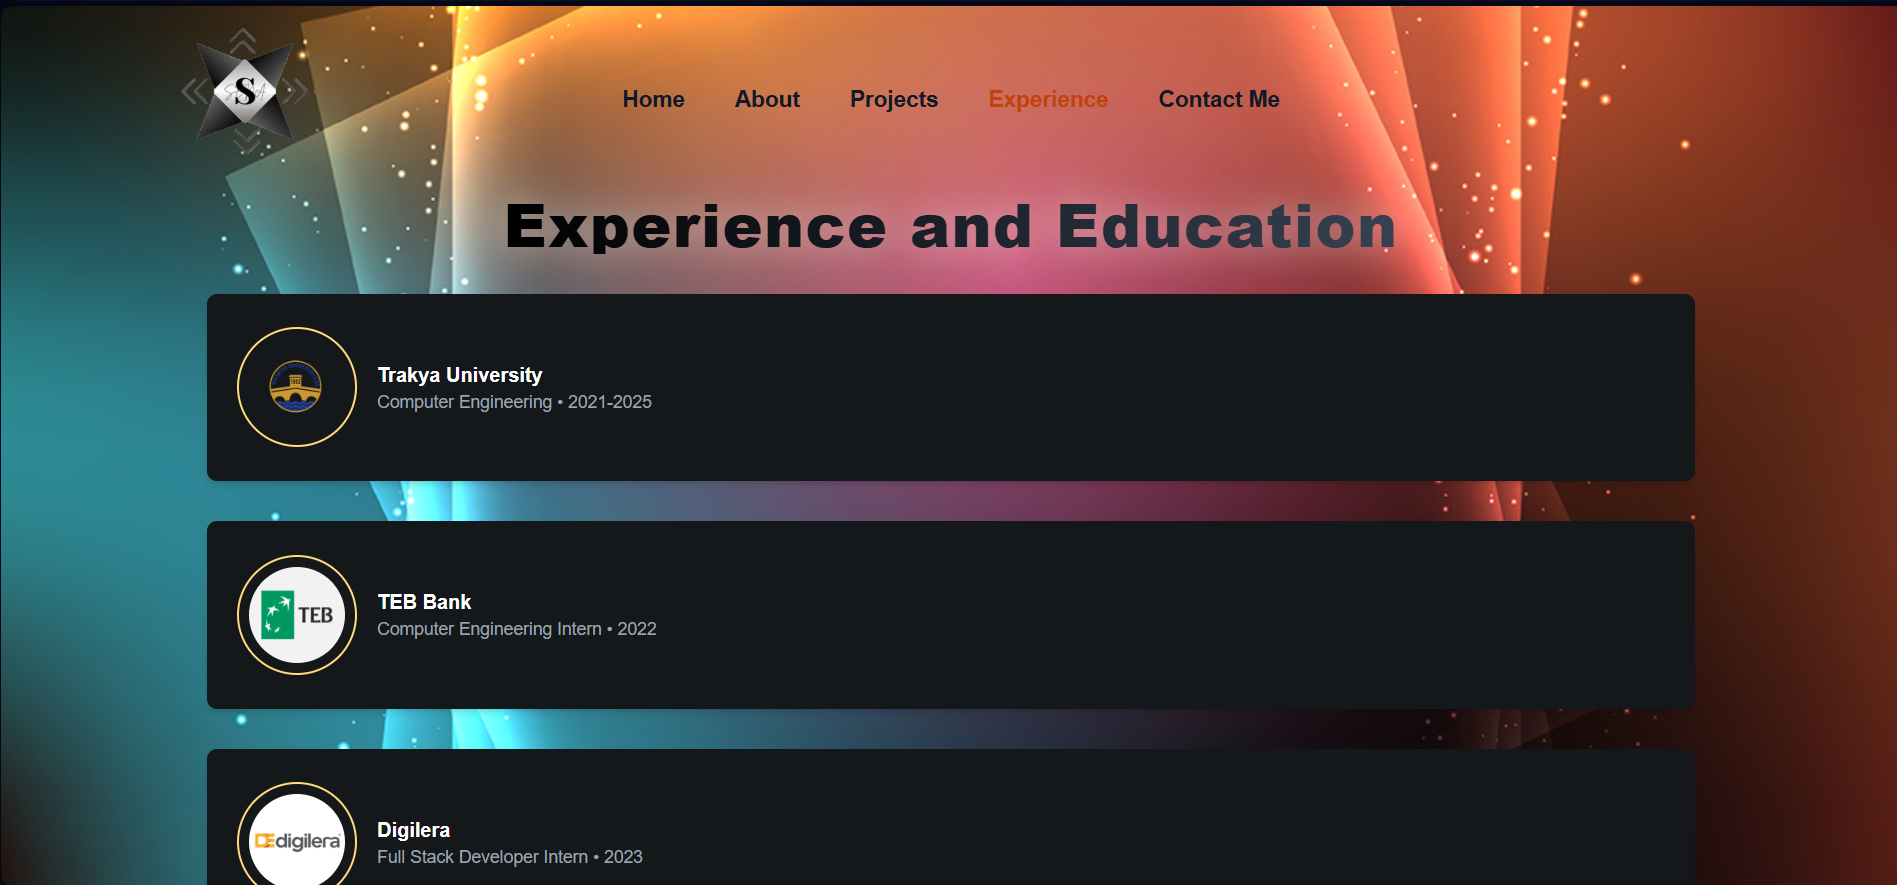 S
Home About Projects Experience Contact Me
Experience and Education
Trakya University
Computer Engineering • 2021-2025
TEB
TEB Bank
Computer Engineering Intern • 2022
DE digilera
Digilera
Full Stack Developer Intern • 2023